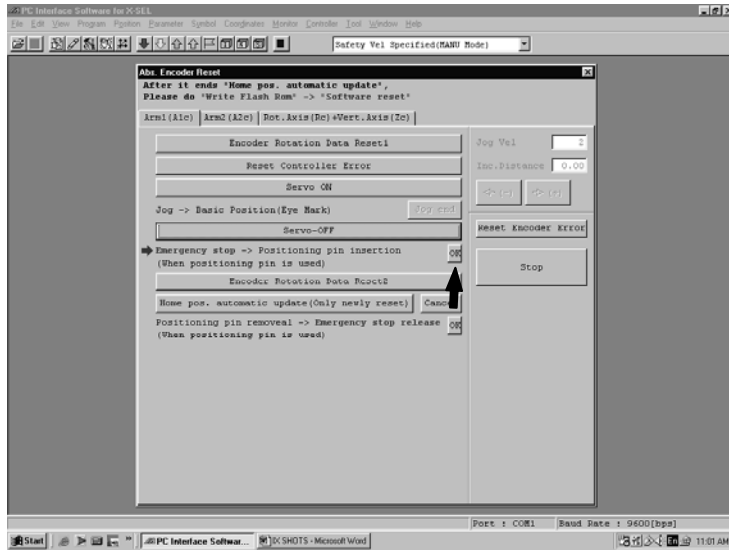 PC Interface Software for X-SEL
File Edit View Program Position Parameter Symbol Coordinates Monitor Controller Tool Window Help
Safety Vel Specified(MANU Mode)
Abs. Encoder Reset
After it ends "Home pos. automatic update",
Please do "Write Flash Rom" -> "Software reset"
Arm1(A1c) Arm2(A2c) Rot.Axis(Rc)+Vert.Axis(Zc)
Encoder Rotation Data Reset1
Jog Vel 2
Reset Controller Error
Inc.Distance 0.00
Servo ON
(-) (+)
Jog -> Basic Position(Eye Mark) Jog end
Servo-OFF
Reset Encoder Error
Emergency stop -> Positioning pin insertion OK
(When positioning pin is used)
Stop
Encoder Rotation Data Reset2
Home pos. automatic update(Only newly reset) Cancel
Positioning pin removeal -> Emergency stop release OK
(When positioning pin is used)
Port : COM1 Baud Rate : 9600[bps]
Start PC Interface Softwar... IX SHOTS - Microsoft Word En 11:01 AM